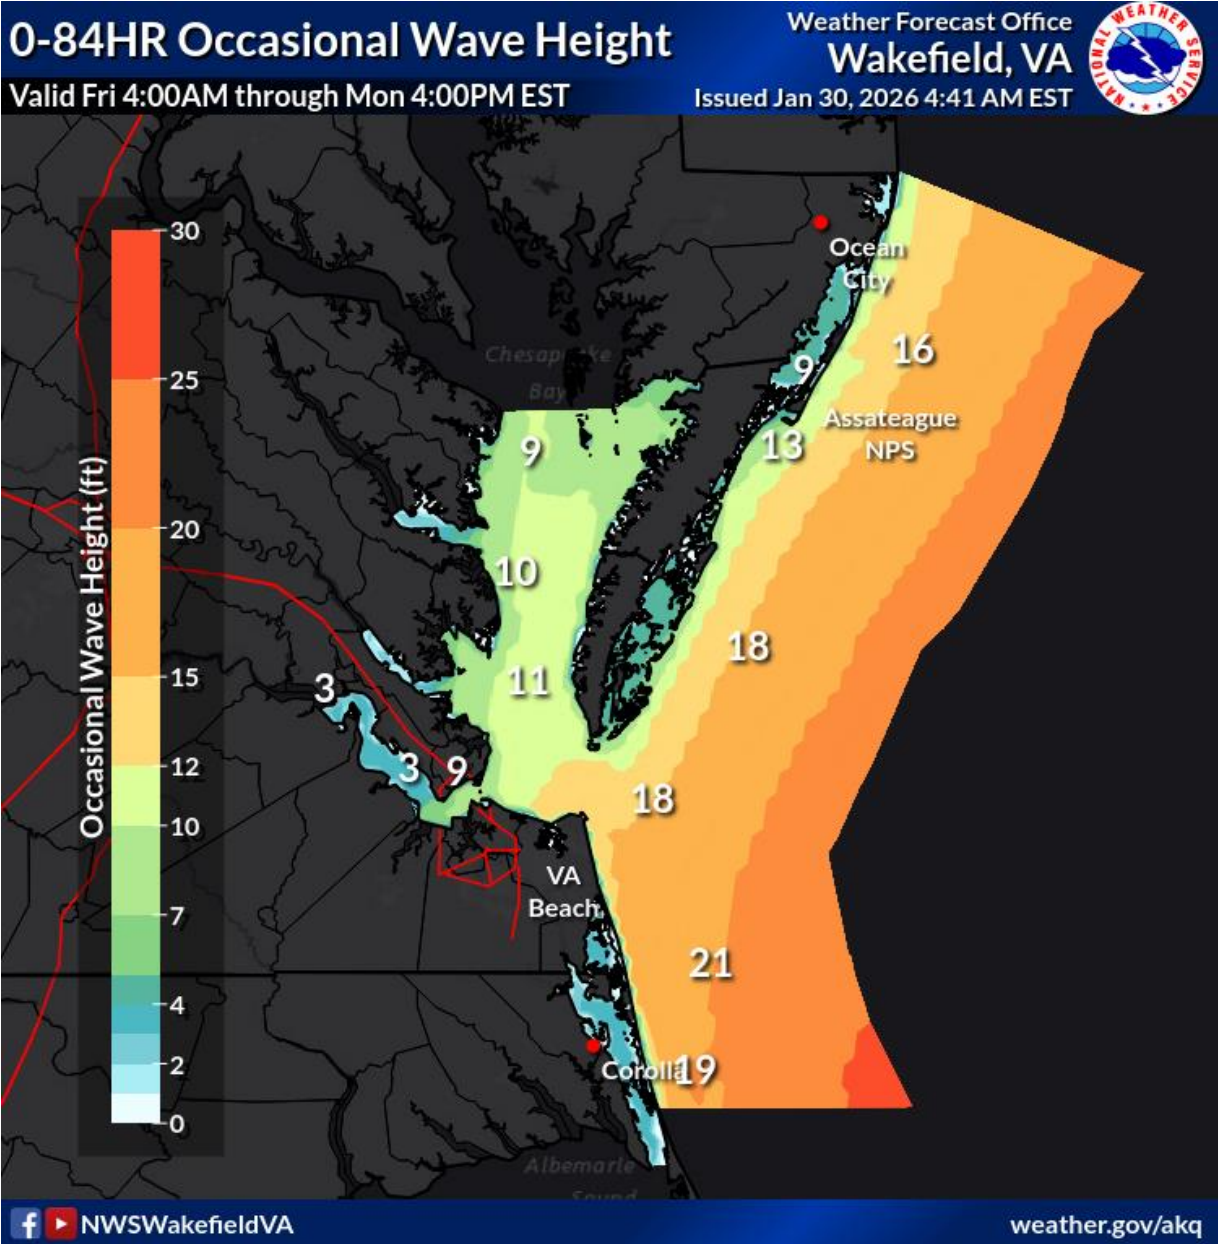 0-84HR Occasional Wave Height
Valid Fri 4:00AM through Mon 4:00PM EST
Weather Forecast Office
Wakefield, VA
Issued Jan 30, 2026 4:41 AM EST
NATIONAL WEATHER SERVICE
Occasional Wave Height (ft)
30
25
20
15
12
10
7
4
2
0
Ocean
City
16
Chesapeake
Bay
9
Assateague
NPS
13
9
10
18
11
3
3
9
18
VA
Beach
21
Corolla
19
Albemarle
Sound
NWSWakefieldVA
weather.gov/akq